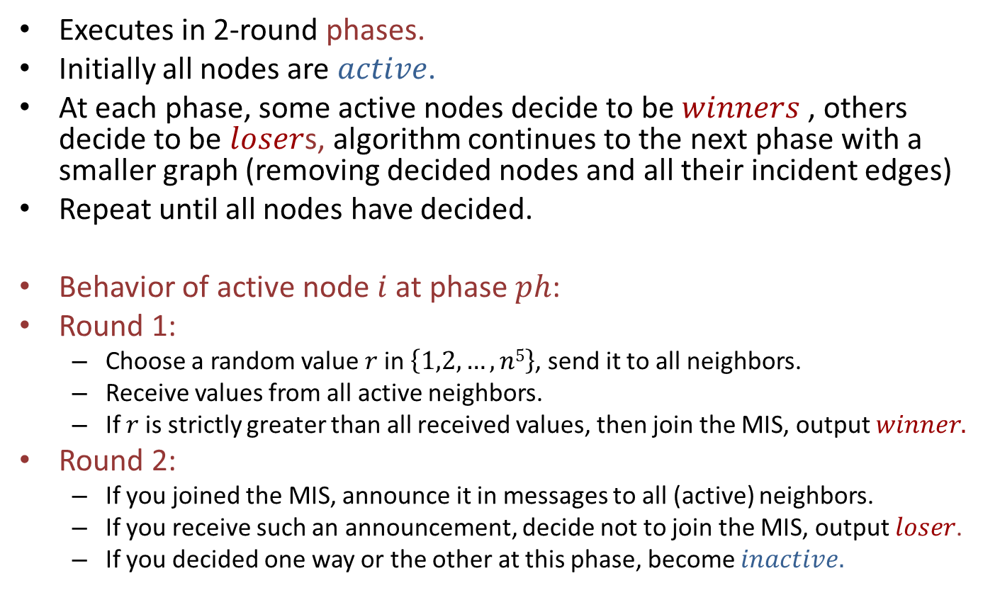 • Executes in 2-round phases.
• Initially all nodes are active.
• At each phase, some active nodes decide to be winners , others
decide to be losers, algorithm continues to the next phase with a
smaller graph (removing decided nodes and all their incident edges)
• Repeat until all nodes have decided.
• Behavior of active node i at phase ph:
• Round 1:
– Choose a random value r in {1,2, … , n⁵}, send it to all neighbors.
– Receive values from all active neighbors.
– If r is strictly greater than all received values, then join the MIS, output winner.
• Round 2:
– If you joined the MIS, announce it in messages to all (active) neighbors.
– If you receive such an announcement, decide not to join the MIS, output loser.
– If you decided one way or the other at this phase, become inactive.